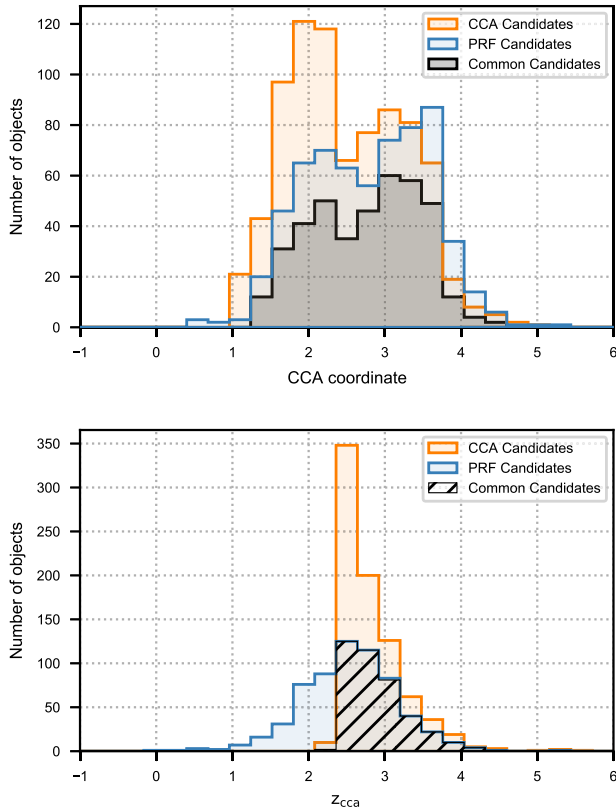 120
100
80
60
40
20
0
Number of objects
CCA Candidates
PRF Candidates
Common Candidates
−1 0 1 2 3 4 5 6
CCA coordinate
350
300
250
200
150
100
50
0
Number of objects
CCA Candidates
PRF Candidates
Common Candidates
−1 0 1 2 3 4 5 6
z_cca